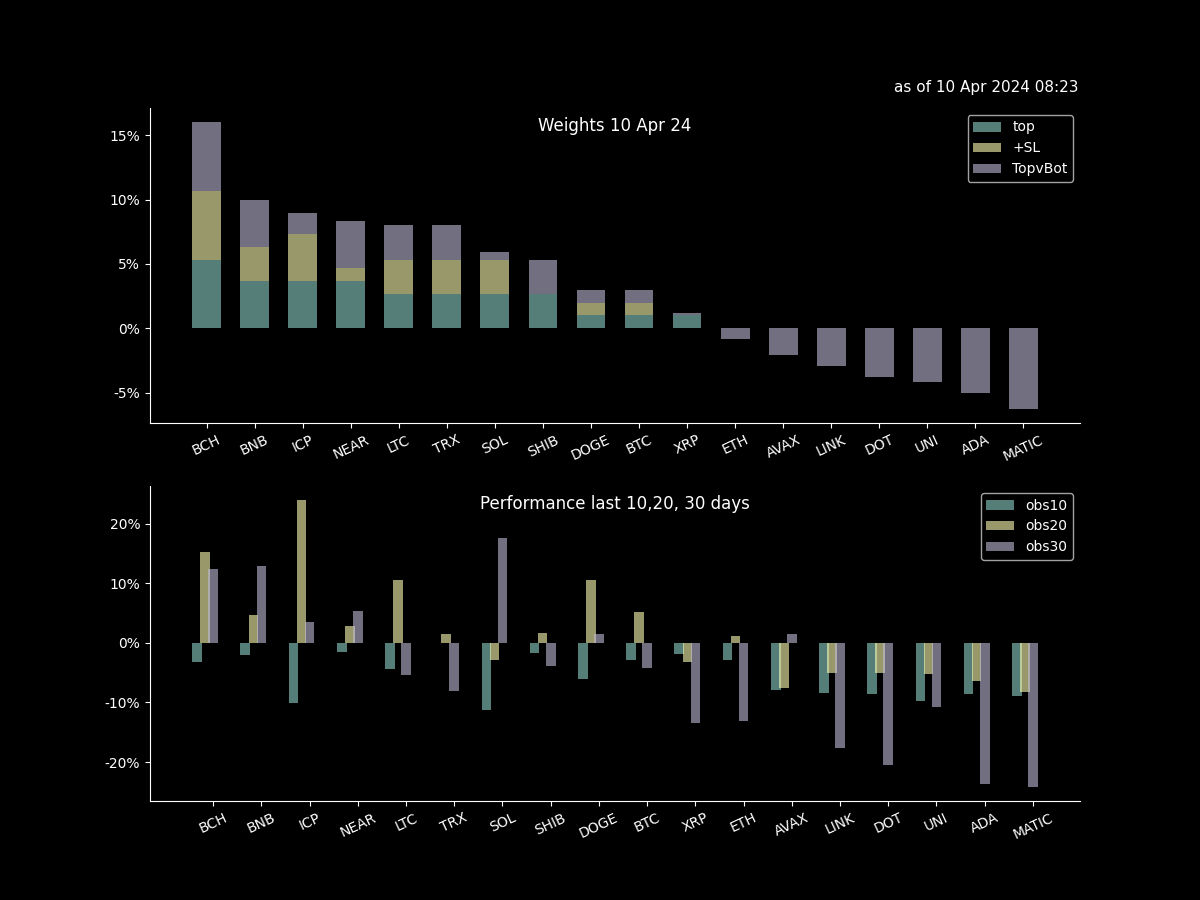 as of 10 Apr 2024 08:23
Weights 10 Apr 24
top
+SL
TopvBot
15%
10%
5%
0%
-5%
BCH BNB ICP NEAR LTC TRX SOL SHIB DOGE BTC XRP ETH AVAX LINK DOT UNI ADA MATIC
Performance last 10,20, 30 days
obs10
obs20
obs30
20%
10%
0%
-10%
-20%
BCH BNB ICP NEAR LTC TRX SOL SHIB DOGE BTC XRP ETH AVAX LINK DOT UNI ADA MATIC